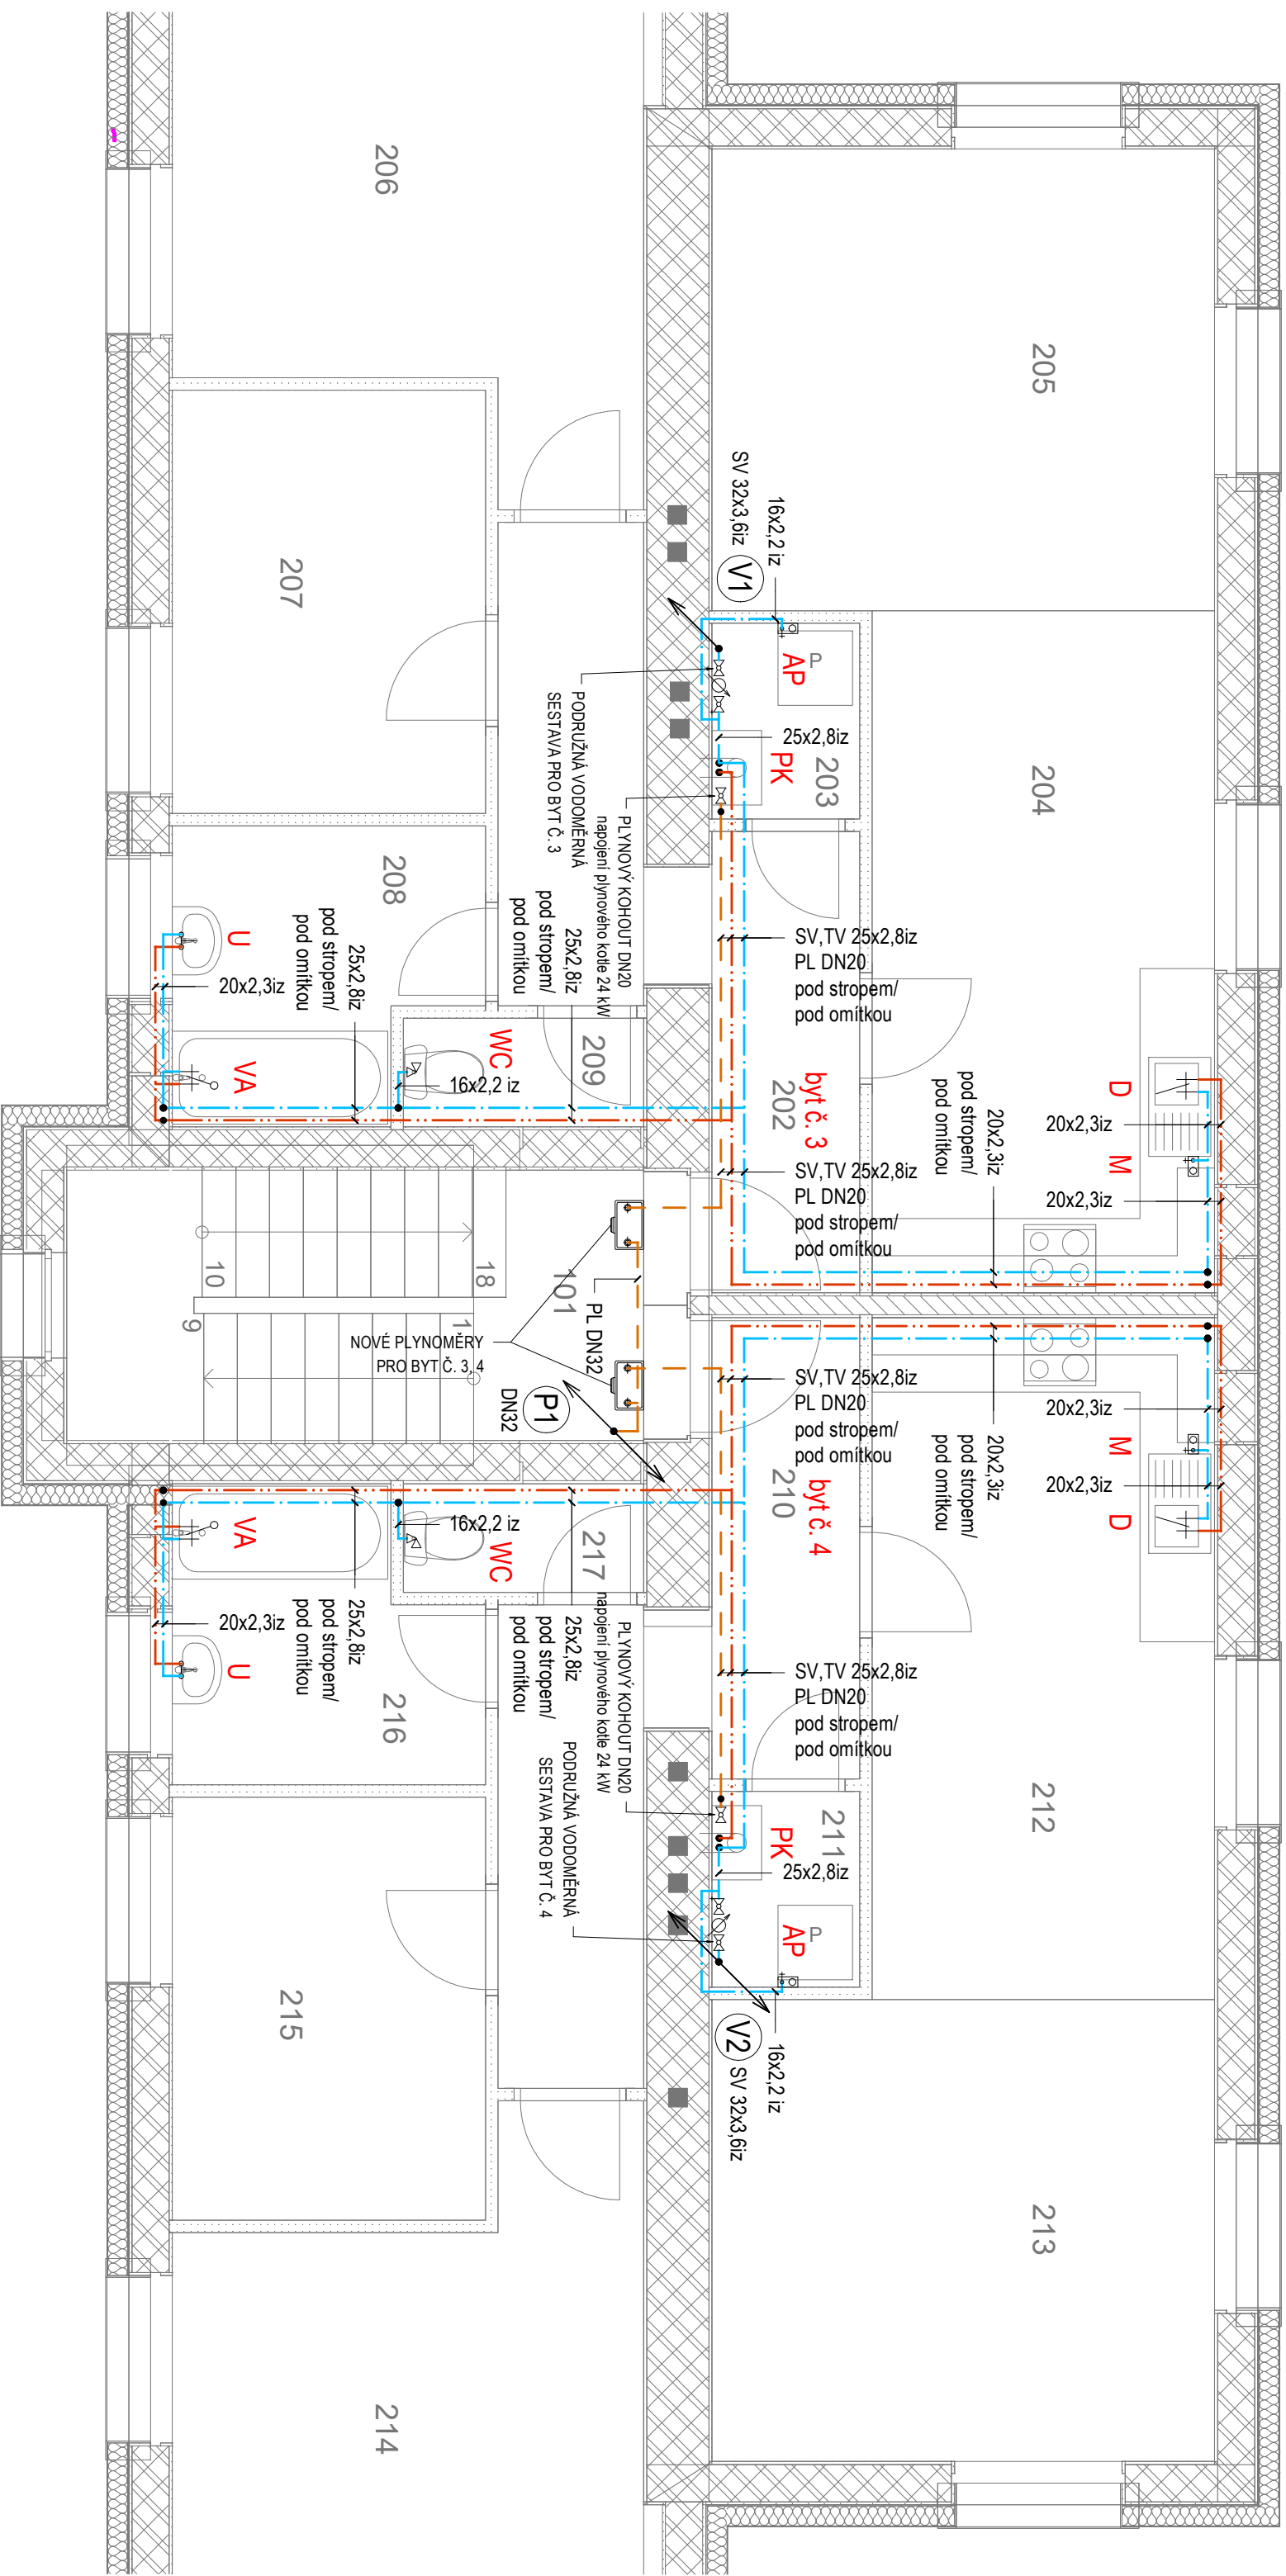 206
205
207
SV 32x3,6iz
V1
16x2,2 iz
AP
P
204
PODRUŽNÁ VODOMĚRNÁ
SESTAVA PRO BYT Č. 3
25x2,8iz
PK
203
PLYNOVÝ KOHOUT DN20
napojení plynového kotle 24 kW
208
U
20x2,3iz
25x2,8iz
pod stropem/
pod omítkou
25x2,8iz
pod stropem/
pod omítkou
SV,TV 25x2,8iz
PL DN20
pod stropem/
pod omítkou
VA
WC
16x2,2 iz
209
byt č. 3
202
20x2,3iz
pod stropem/
pod omítkou
D
20x2,3iz
M
20x2,3iz
SV,TV 25x2,8iz
PL DN20
pod stropem/
pod omítkou
10
18
101
9
1
PL DN32
NOVÉ PLYNOMĚRY
PRO BYT Č. 3, 4
P1
DN32
SV,TV 25x2,8iz
PL DN20
pod stropem/
pod omítkou
20x2,3iz
pod stropem/
pod omítkou
20x2,3iz
M
20x2,3iz
D
byt č. 4
210
VA
WC
16x2,2 iz
217
U
20x2,3iz
25x2,8iz
pod stropem/
pod omítkou
216
25x2,8iz
pod stropem/
pod omítkou
SV,TV 25x2,8iz
PL DN20
pod stropem/
pod omítkou
PLYNOVÝ KOHOUT DN20
napojení plynového kotle 24 kW
PODRUŽNÁ VODOMĚRNÁ
SESTAVA PRO BYT Č. 4
PK
211
25x2,8iz
212
AP
P
215
V2
SV 32x3,6iz
16x2,2 iz
213
214